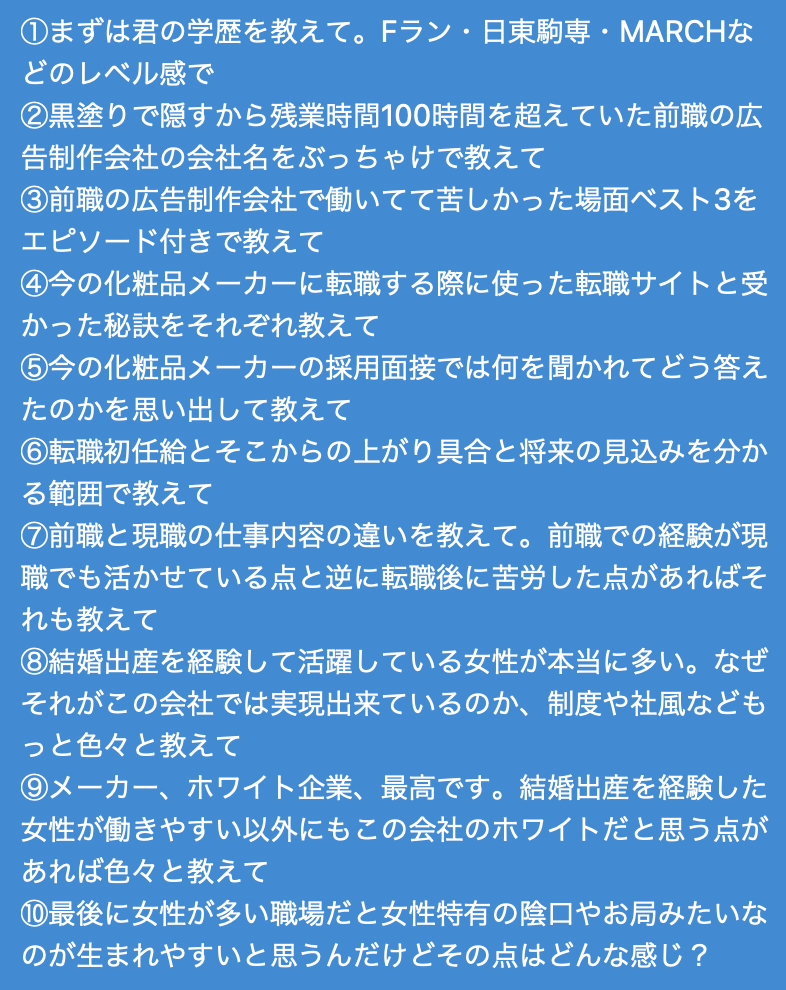 ①まずは君の学歴を教えて。Fラン・日東駒専・MARCHな
どのレベル感で
②黒塗りで隠すから残業時間100時間を超えていた前職の広
告制作会社の会社名をぶっちゃけで教えて
③前職の広告制作会社で働いてて苦しかった場面ベスト3を
エピソード付きで教えて
④今の化粧品メーカーに転職する際に使った転職サイトと受
かった秘訣をそれぞれ教えて
⑤今の化粧品メーカーの採用面接では何を聞かれてどう答え
たのかを思い出して教えて
⑥転職初任給とそこからの上がり具合と将来の見込みを分か
る範囲で教えて
⑦前職と現職の仕事内容の違いを教えて。前職での経験が現
職でも活かせている点と逆に転職後に苦労した点があればそ
れも教えて
⑧結婚出産を経験して活躍している女性が本当に多い。なぜ
それがこの会社では実現出来ているのか、制度や社風なども
っと色々と教えて
⑨メーカー、ホワイト企業、最高です。結婚出産を経験した
女性が働きやすい以外にもこの会社のホワイトだと思う点が
あれば色々と教えて
⑩最後に女性が多い職場だと女性特有の陰口やお局みたいな
のが生まれやすいと思うんだけどその点はどんな感じ？